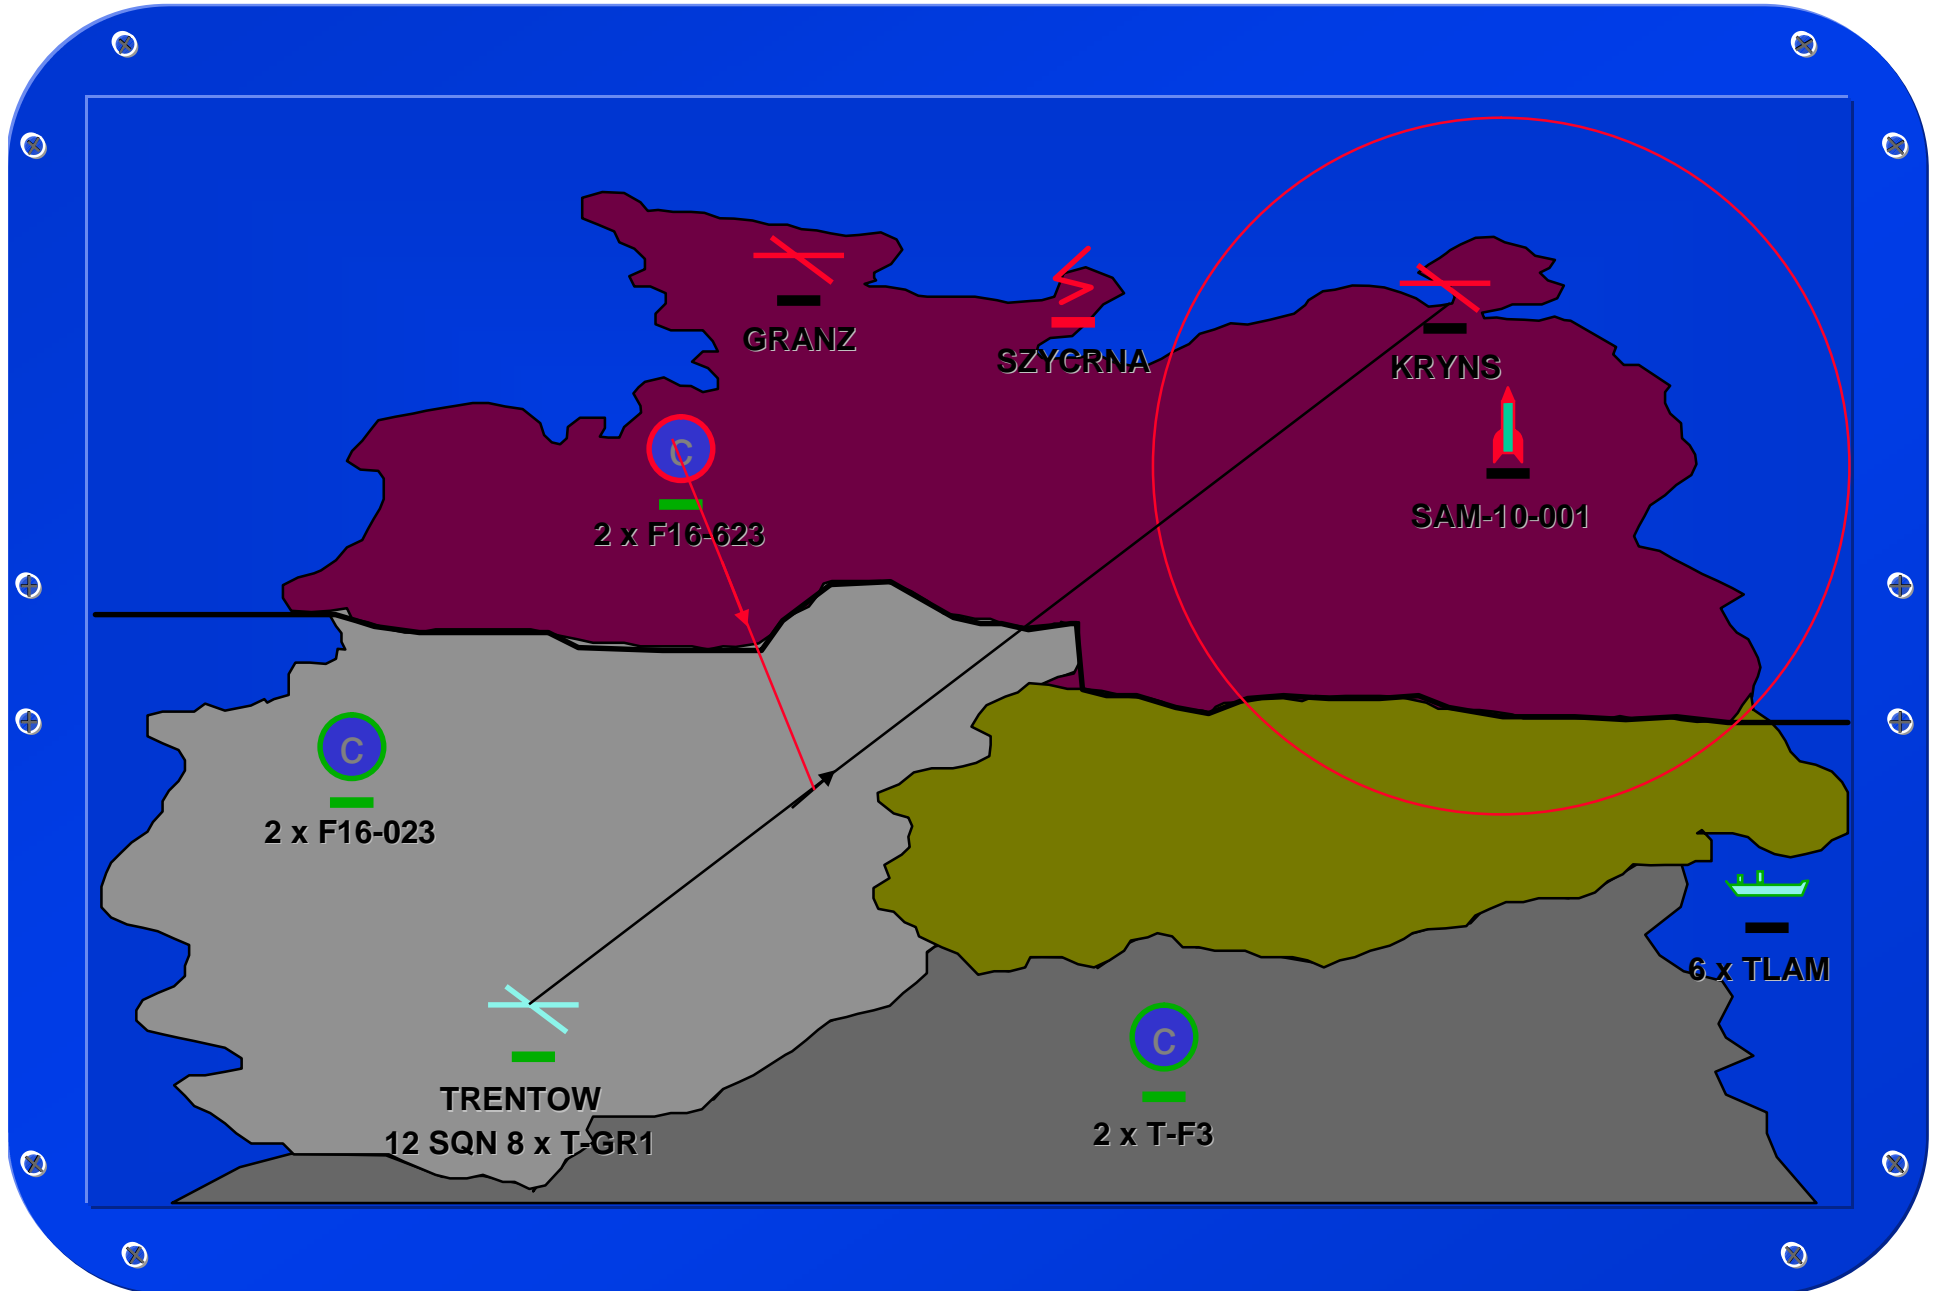 GRANZ
SZYCRNA
KRYNS
C
2 x F16-623
SAM-10-001
C
2 x F16-023
6 x TLAM
C
TRENTOW
2 x T-F3
12 SQN 8 x T-GR1